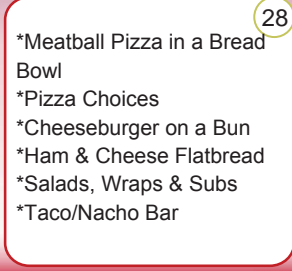 28
*Meatball Pizza in a Bread
Bowl
*Pizza Choices
*Cheeseburger on a Bun
*Ham & Cheese Flatbread
*Salads, Wraps & Subs
*Taco/Nacho Bar